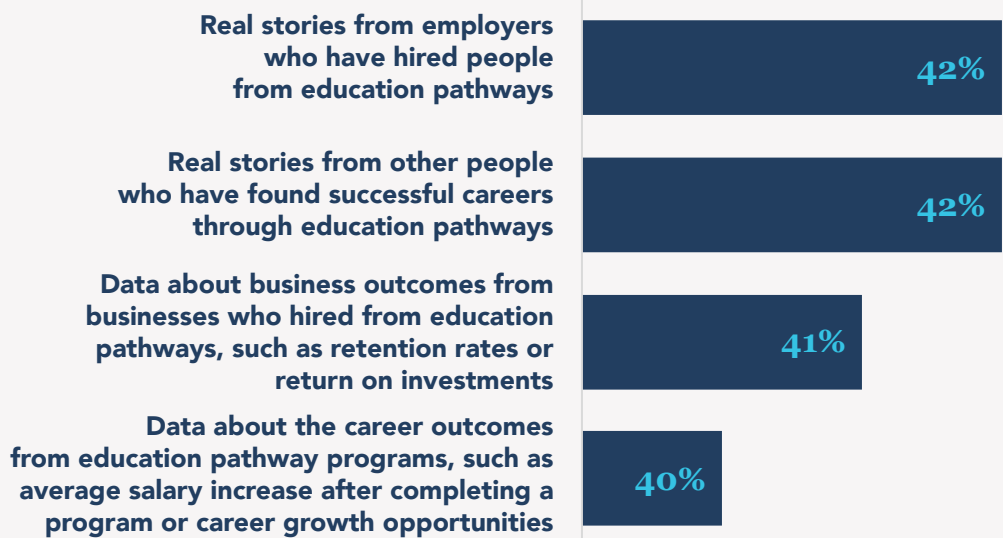 Real stories from employers
who have hired people
from education pathways
42%
Real stories from other people
who have found successful careers
through education pathways
42%
Data about business outcomes from
businesses who hired from education
pathways, such as retention rates or
return on investments
41%
Data about the career outcomes
from education pathway programs, such as
average salary increase after completing a
program or career growth opportunities
40%